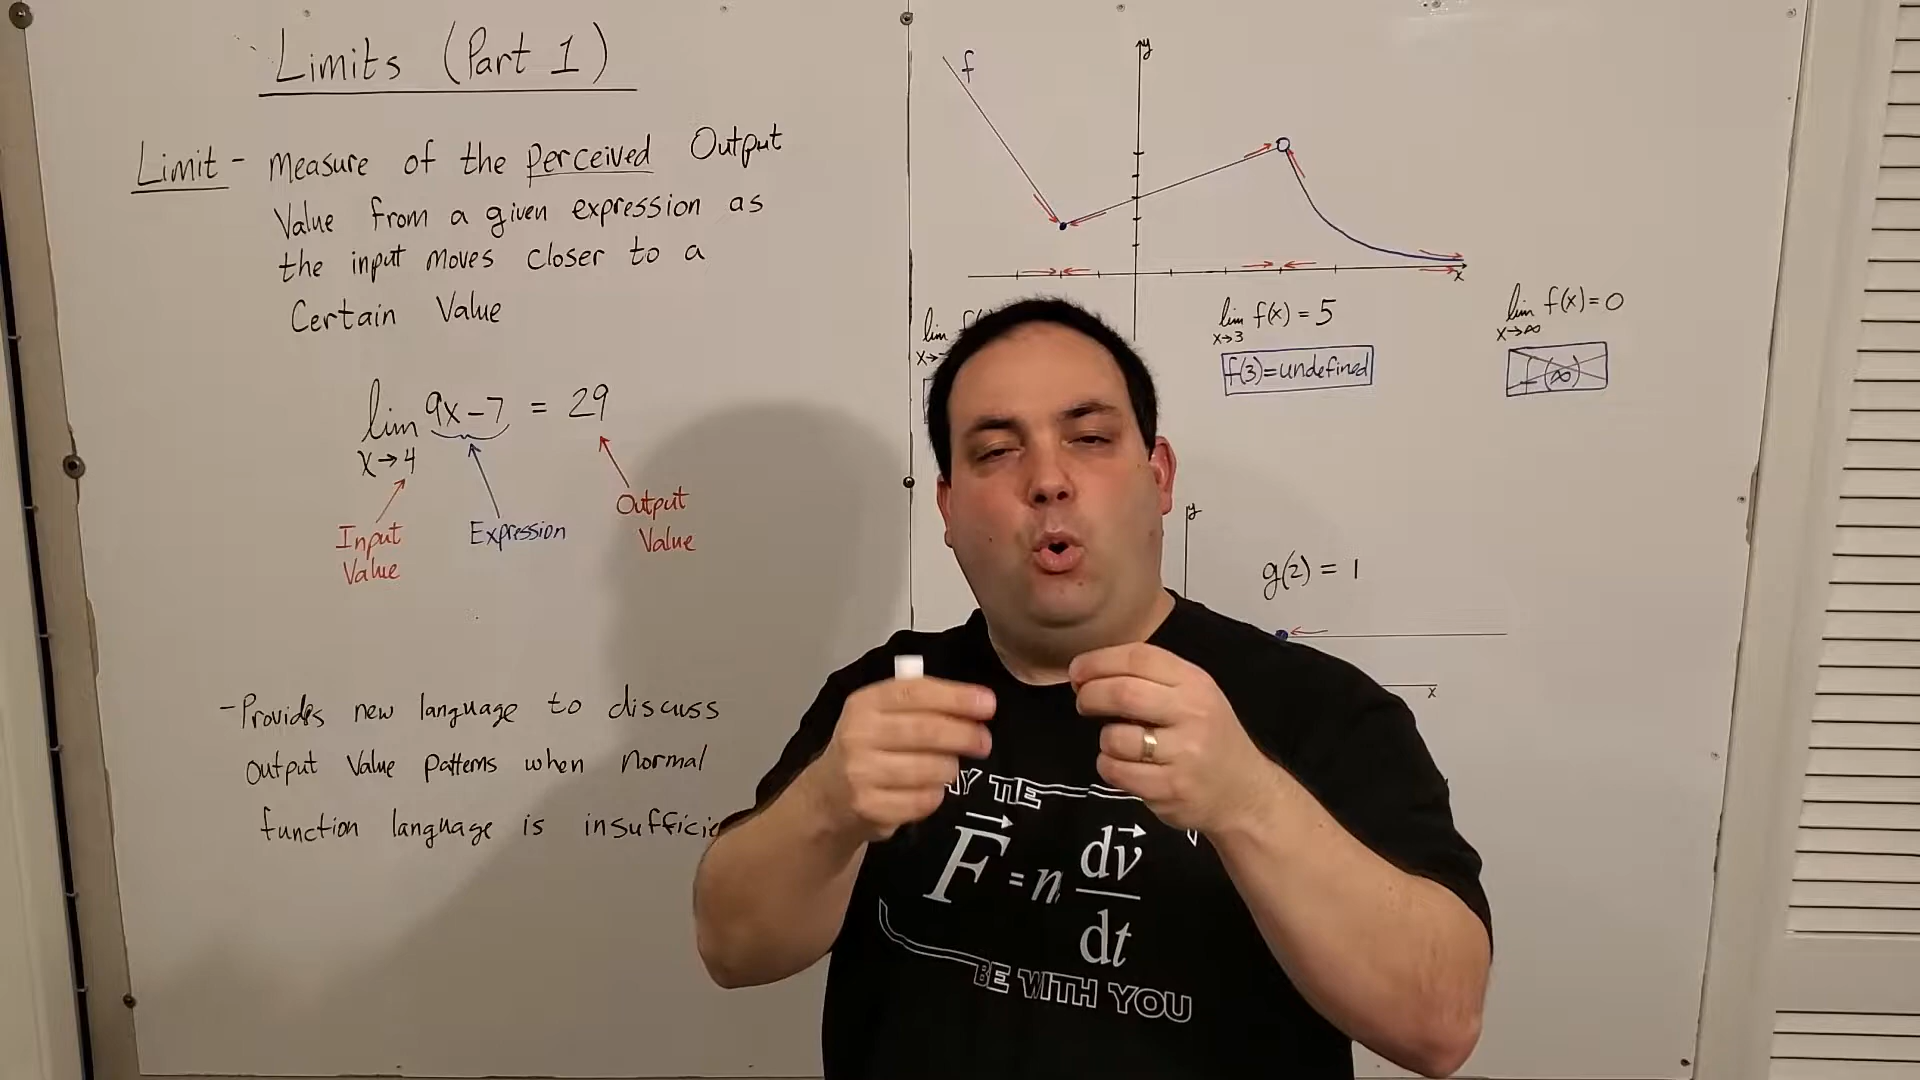 Limits (Part 1)
Limit - Measure of the perceived Output
Value from a given expression as
the input moves closer to a
Certain Value
lim 9x-7 = 29
x→4
Input
Value
Expression
Output
Value
-Provides new language to discuss
Output Value patterns when normal
function language is
f
y
x
lim
x→
lim f(x) = 5
x→3
f(3)=undefined
lim f(x)=0
x→∞
f(∞)
y
g(2) = 1
x
TIE
F = dv
dt
BE WITH YOU